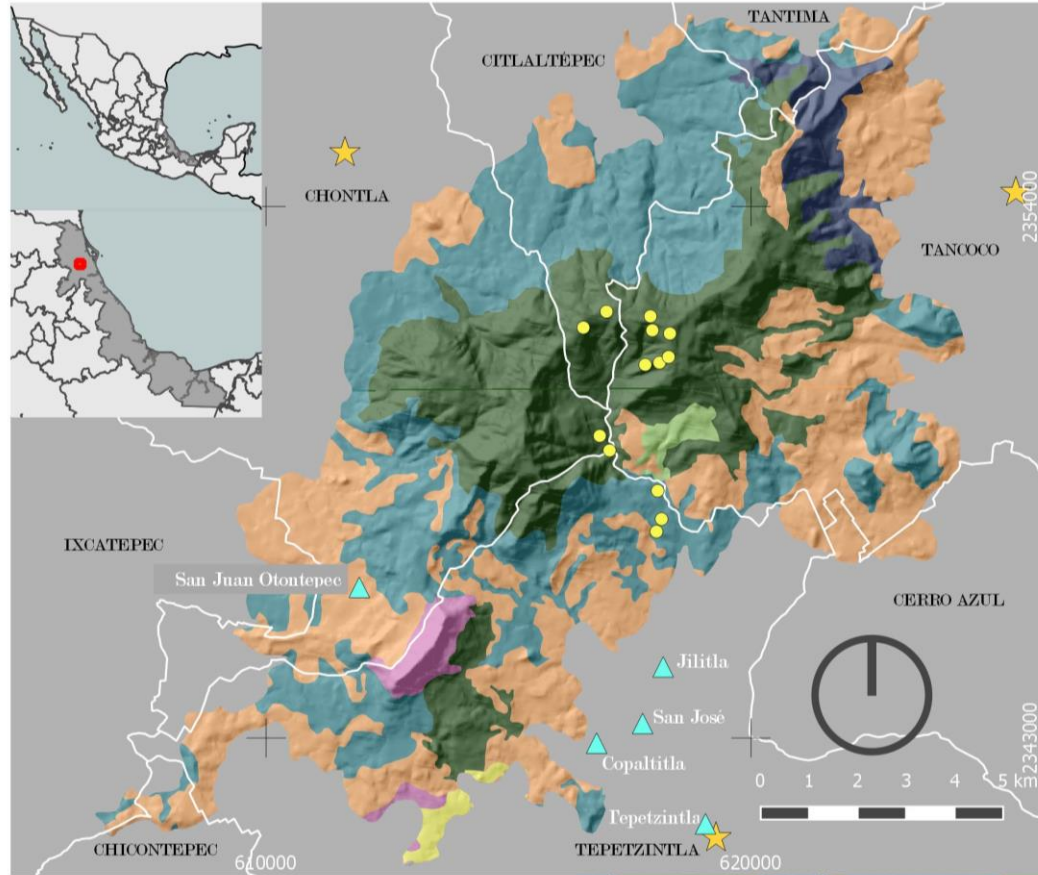 TANTIMA
CITLALTÉPEC
CHONTLA
2354000
TANCOCO
IXCATEPEC
San Juan Otontepec
CERRO AZUL
Jilitla
San José
Copaltitla
2343000
0 1 2 3 4 5 km
Tepetzintla
CHICONTEPEC
TEPETZINTLA
610000
620000